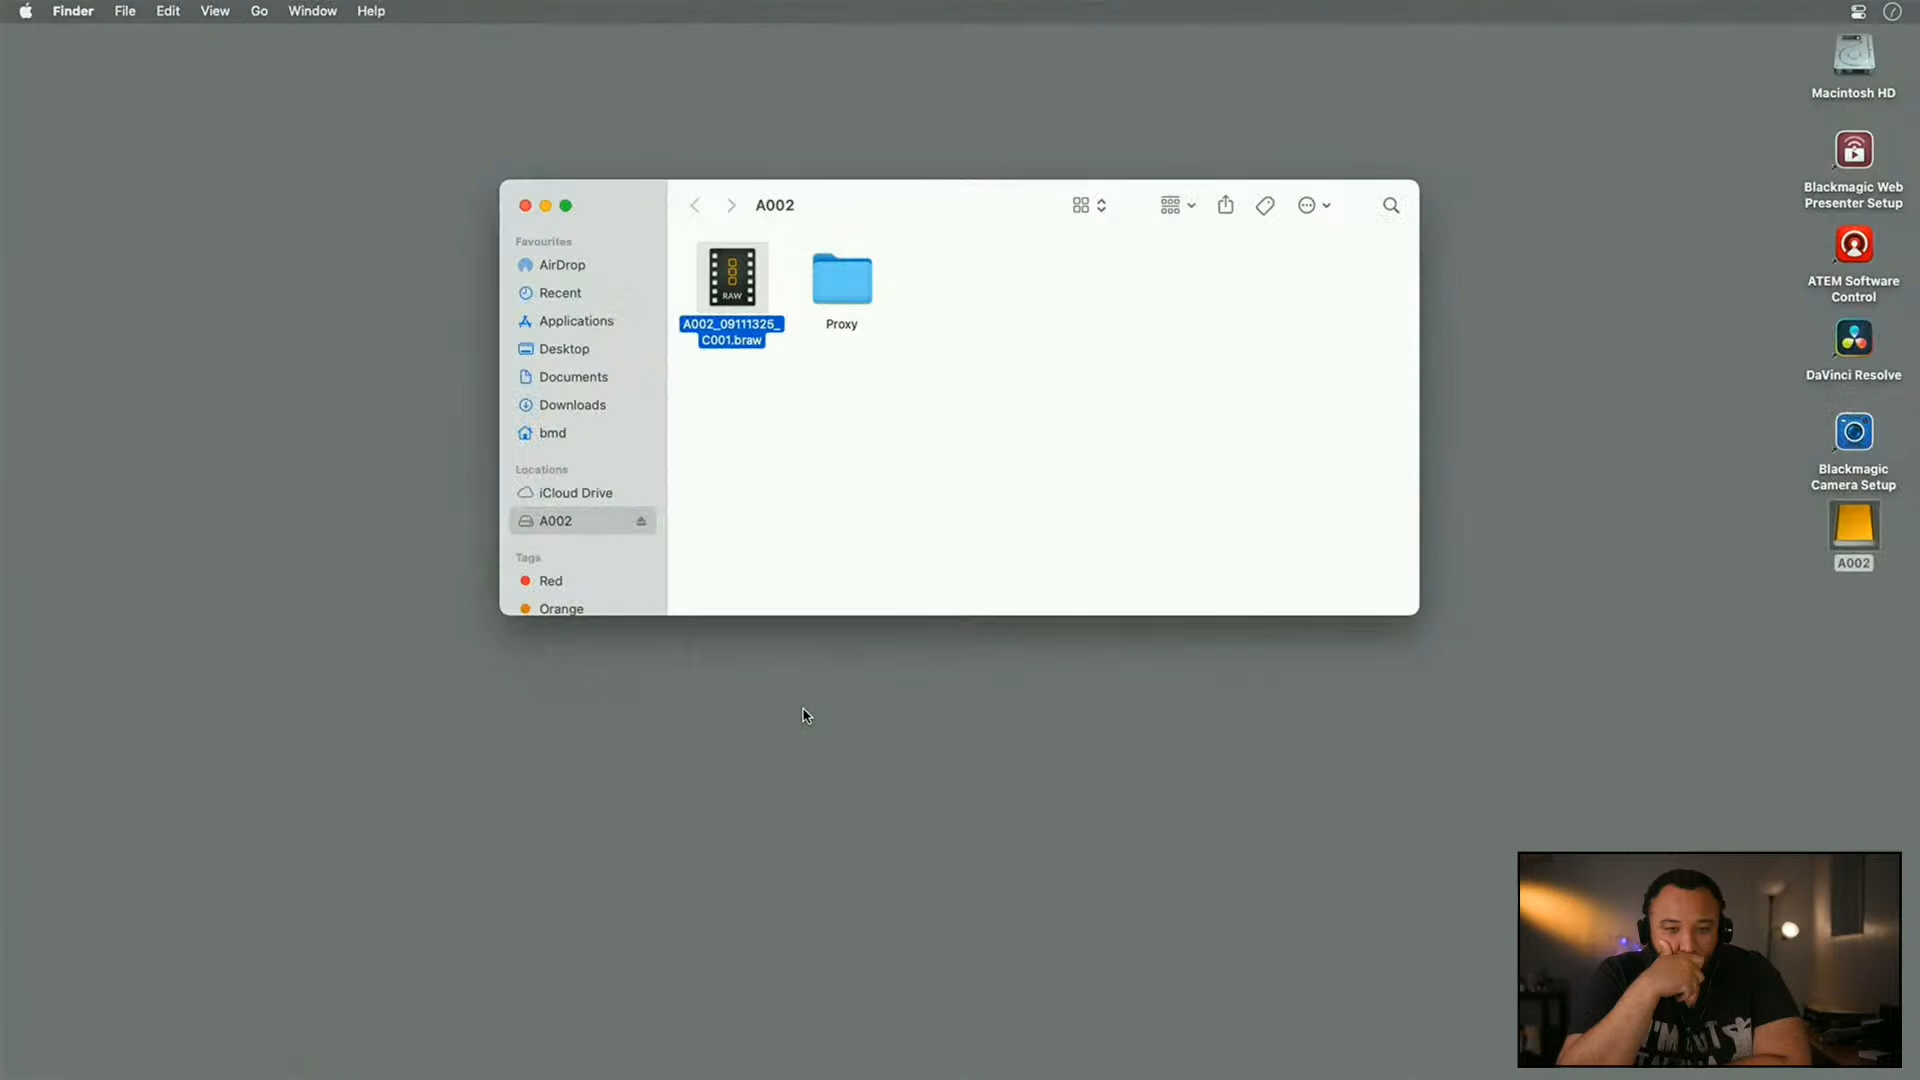 Finder File Edit View Go Window Help
Macintosh HD
Blackmagic Web
Presenter Setup
ATEM Software
Control
DaVinci Resolve
Blackmagic
Camera Setup
A002
A002
Favourites
AirDrop
Recent
Applications
Desktop
Documents
Downloads
bmd
Locations
iCloud Drive
A002
Tags
Red
Orange
RAW
A002_09111325_
C001.braw
Proxy
I'M NOT